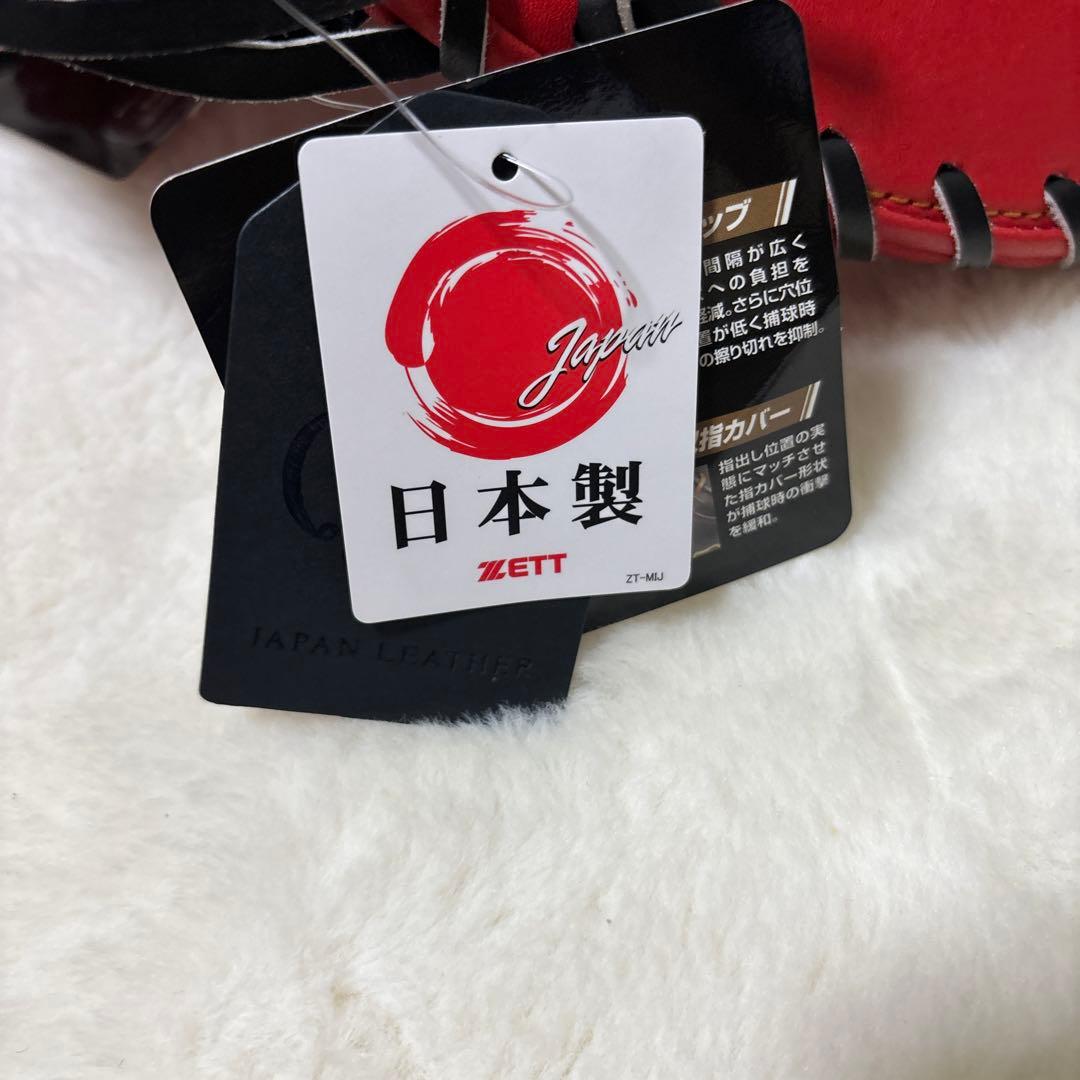 Japan
日本製
ZETT
ZT-MIJ
JAPAN LEATHER
ップ
間隔が広く
への負担を
軽減。さらに穴位
置が低く捕球時
の擦り切れを抑制。
指カバー
指出し位置の実
態にマッチさせ
た指カバー形状
が捕球時の衝撃
を緩和。